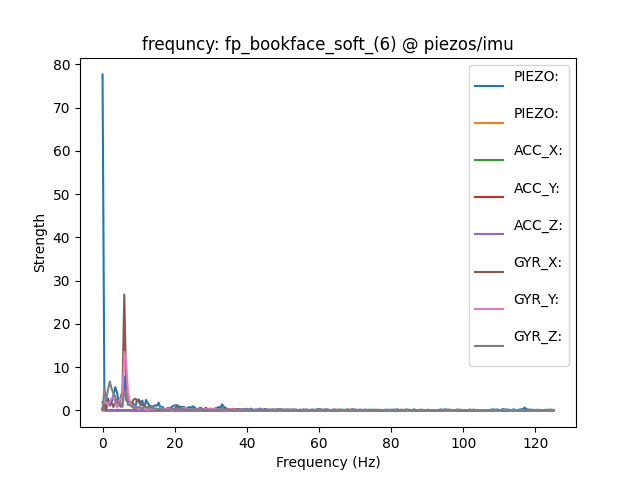 frequncy: fp_bookface_soft_(6) @ piezos/imu
80
70
60
50
40
30
20
10
0
Strength
PIEZO:
PIEZO:
ACC_X:
ACC_Y:
ACC_Z:
GYR_X:
GYR_Y:
GYR_Z:
0 20 40 60 80 100 120
Frequency (Hz)